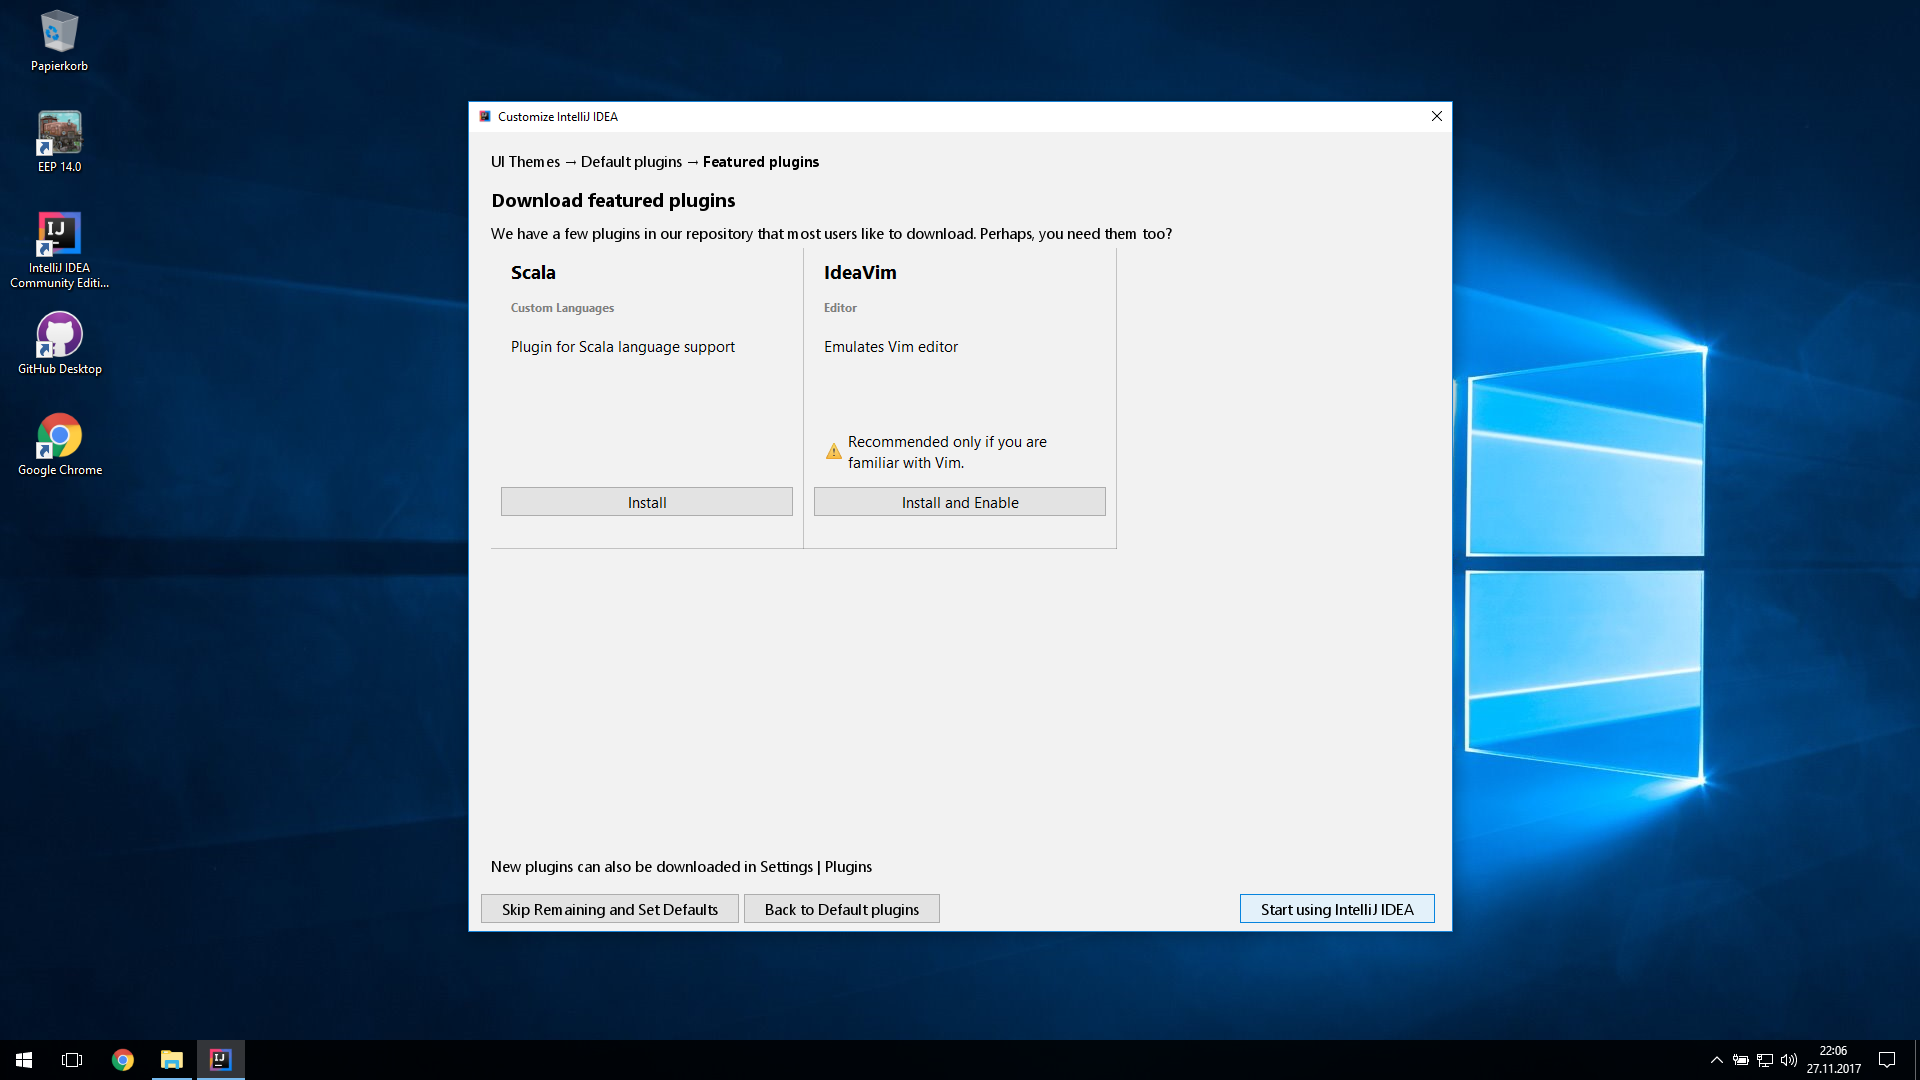 Papierkorb
EEP 14.0
IJ
IntelliJ IDEA
Community Editi...
GitHub Desktop
Google Chrome
Customize IntelliJ IDEA
UI Themes → Default plugins → Featured plugins
Download featured plugins
We have a few plugins in our repository that most users like to download. Perhaps, you need them too?
Scala
Custom Languages
Plugin for Scala language support
Install
IdeaVim
Editor
Emulates Vim editor
Recommended only if you are
familiar with Vim.
Install and Enable
New plugins can also be downloaded in Settings | Plugins
Skip Remaining and Set Defaults
Back to Default plugins
Start using IntelliJ IDEA
IJ
22:06
27.11.2017